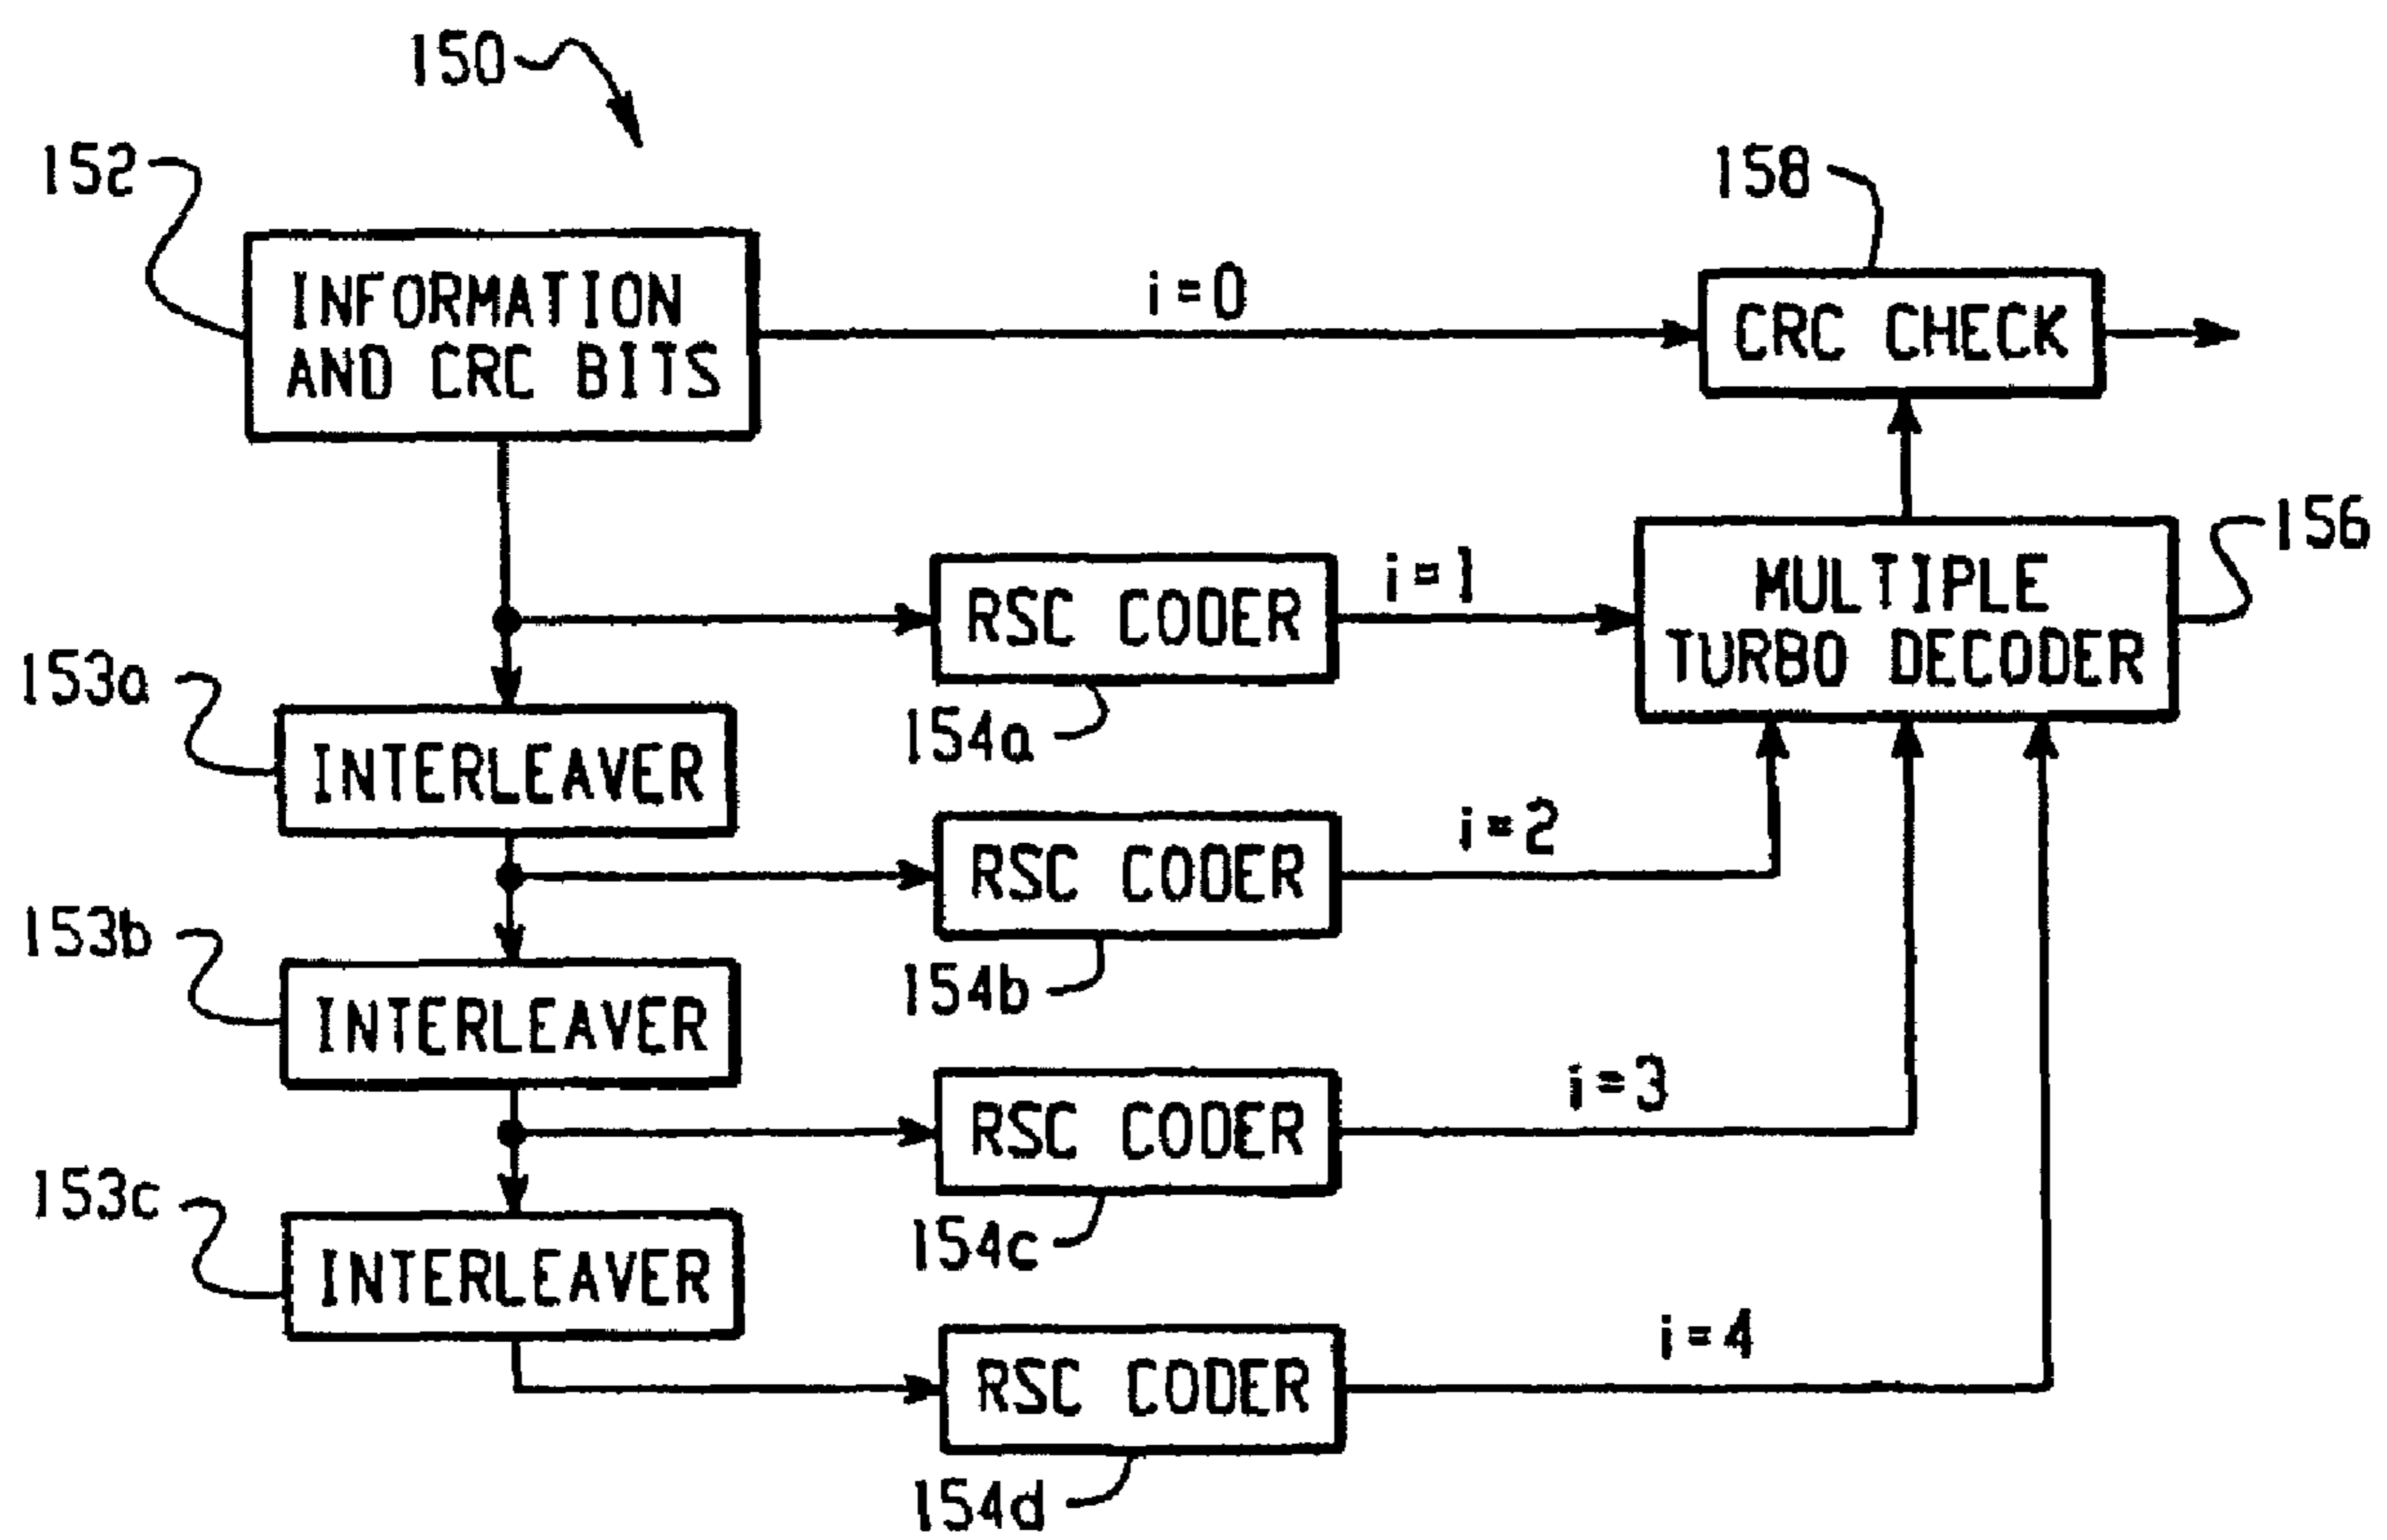 150
152
158
INFORMATION
AND CRC BITS
i=0
CRC CHECK
156
RSC CODER
i=1
MULTIPLE
TURBO DECODER
153a
154a
INTERLEAVER
i=2
RSC CODER
153b
154b
INTERLEAVER
i=3
RSC CODER
153c
154c
INTERLEAVER
i=4
RSC CODER
154d